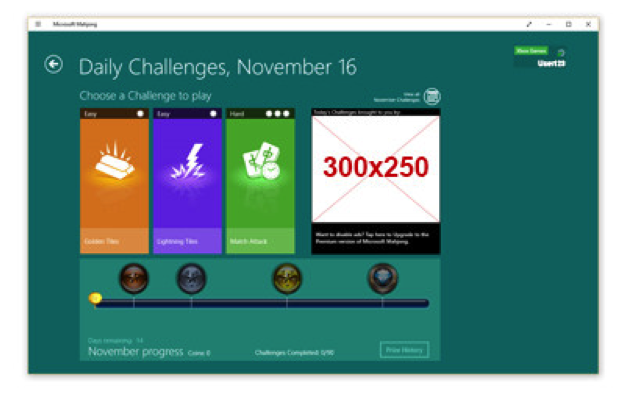 Microsoft Mahjong
Xbox Games
User123
Daily Challenges, November 16
Choose a Challenge to play
View all
November Challenges
Easy
Easy
Hard
Today's Challenges brought to you by:
300x250
Golden Tiles
Lightning Tiles
Match Attack
Want to disable ads? Tap here to Upgrade to the
Premium version of Microsoft Mahjong.
Days remaining: 14
November progress Coins: 0
Challenges Completed: 0/90
Prize History